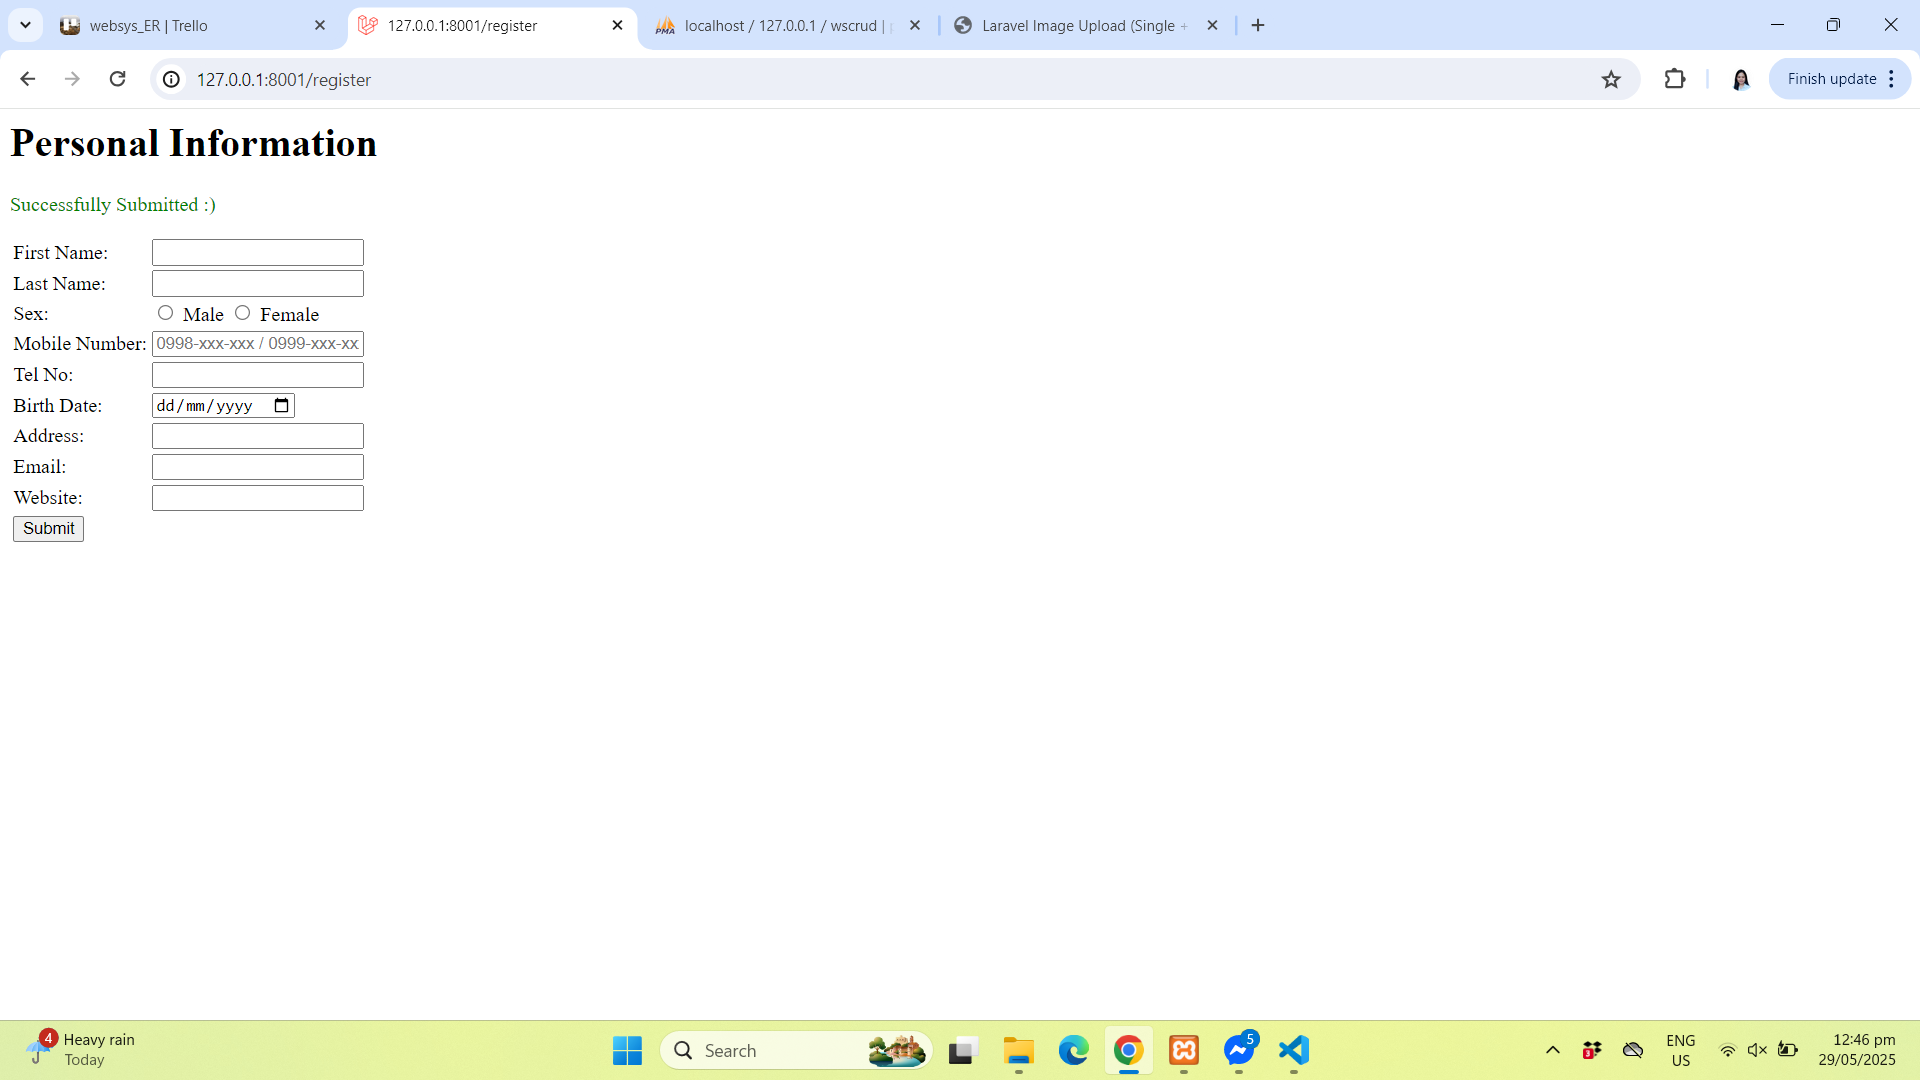 websys_ER | Trello
127.0.0.1:8001/register
localhost / 127.0.0.1 / wscrud |
Laravel Image Upload (Single +
127.0.0.1:8001/register
Finish update
Personal Information
Successfully Submitted :)
First Name:
Last Name:
Sex: Male Female
Mobile Number: 0998-xxx-xxx / 0999-xxx-xx
Tel No:
Birth Date: dd/mm/yyyy
Address:
Email:
Website:
Submit
4
Heavy rain
Today
Search
5
3
ENG
US
12:46 pm
29/05/2025
PMA